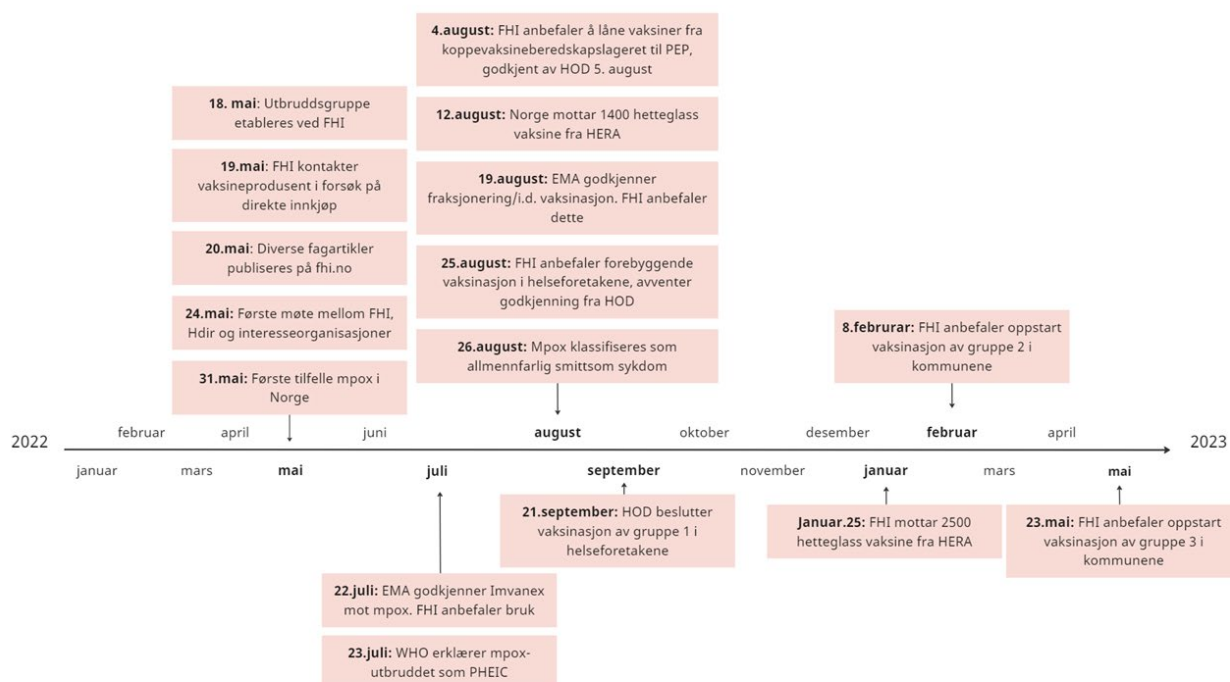 4.august: FHI anbefaler å låne vaksiner fra
koppevaksineberedskapslageret til PEP,
godkjent av HOD 5. august
18. mai: Utbruddsgruppe
etableres ved FHI
12.august: Norge mottar 1400 hetteglass
vaksine fra HERA
19.mai: FHI kontakter
vaksineprodusent i forsøk på
direkte innkjøp
19.august: EMA godkjenner
fraksjonering/i.d. vaksinasjon. FHI anbefaler
dette
20.mai: Diverse fagartikler
publiseres på fhi.no
25.august: FHI anbefaler forebyggende
vaksinasjon i helseforetakene, avventer
godkjenning fra HOD
24.mai: Første møte mellom FHI,
Hdir og interesseorganisasjoner
26.august: Mpox klassifiseres som
allmennfarlig smittsom sykdom
31.mai: Første tilfelle mpox i
Norge
8.februrar: FHI anbefaler oppstart
vaksinasjon av gruppe 2 i
kommunene
februar april juni august oktober desember februar april
2022 2023
januar mars mai juli september november januar mars mai
21.september: HOD beslutter
vaksinasjon av gruppe 1 i
helseforetakene
Januar.25: FHI mottar 2500
hetteglass vaksine fra HERA
23.mai: FHI anbefaler oppstart
vaksinasjon av gruppe 3 i
kommunene
22.juli: EMA godkjenner Imvanex
mot mpox. FHI anbefaler bruk
23.juli: WHO erklærer mpox-
utbruddet som PHEIC